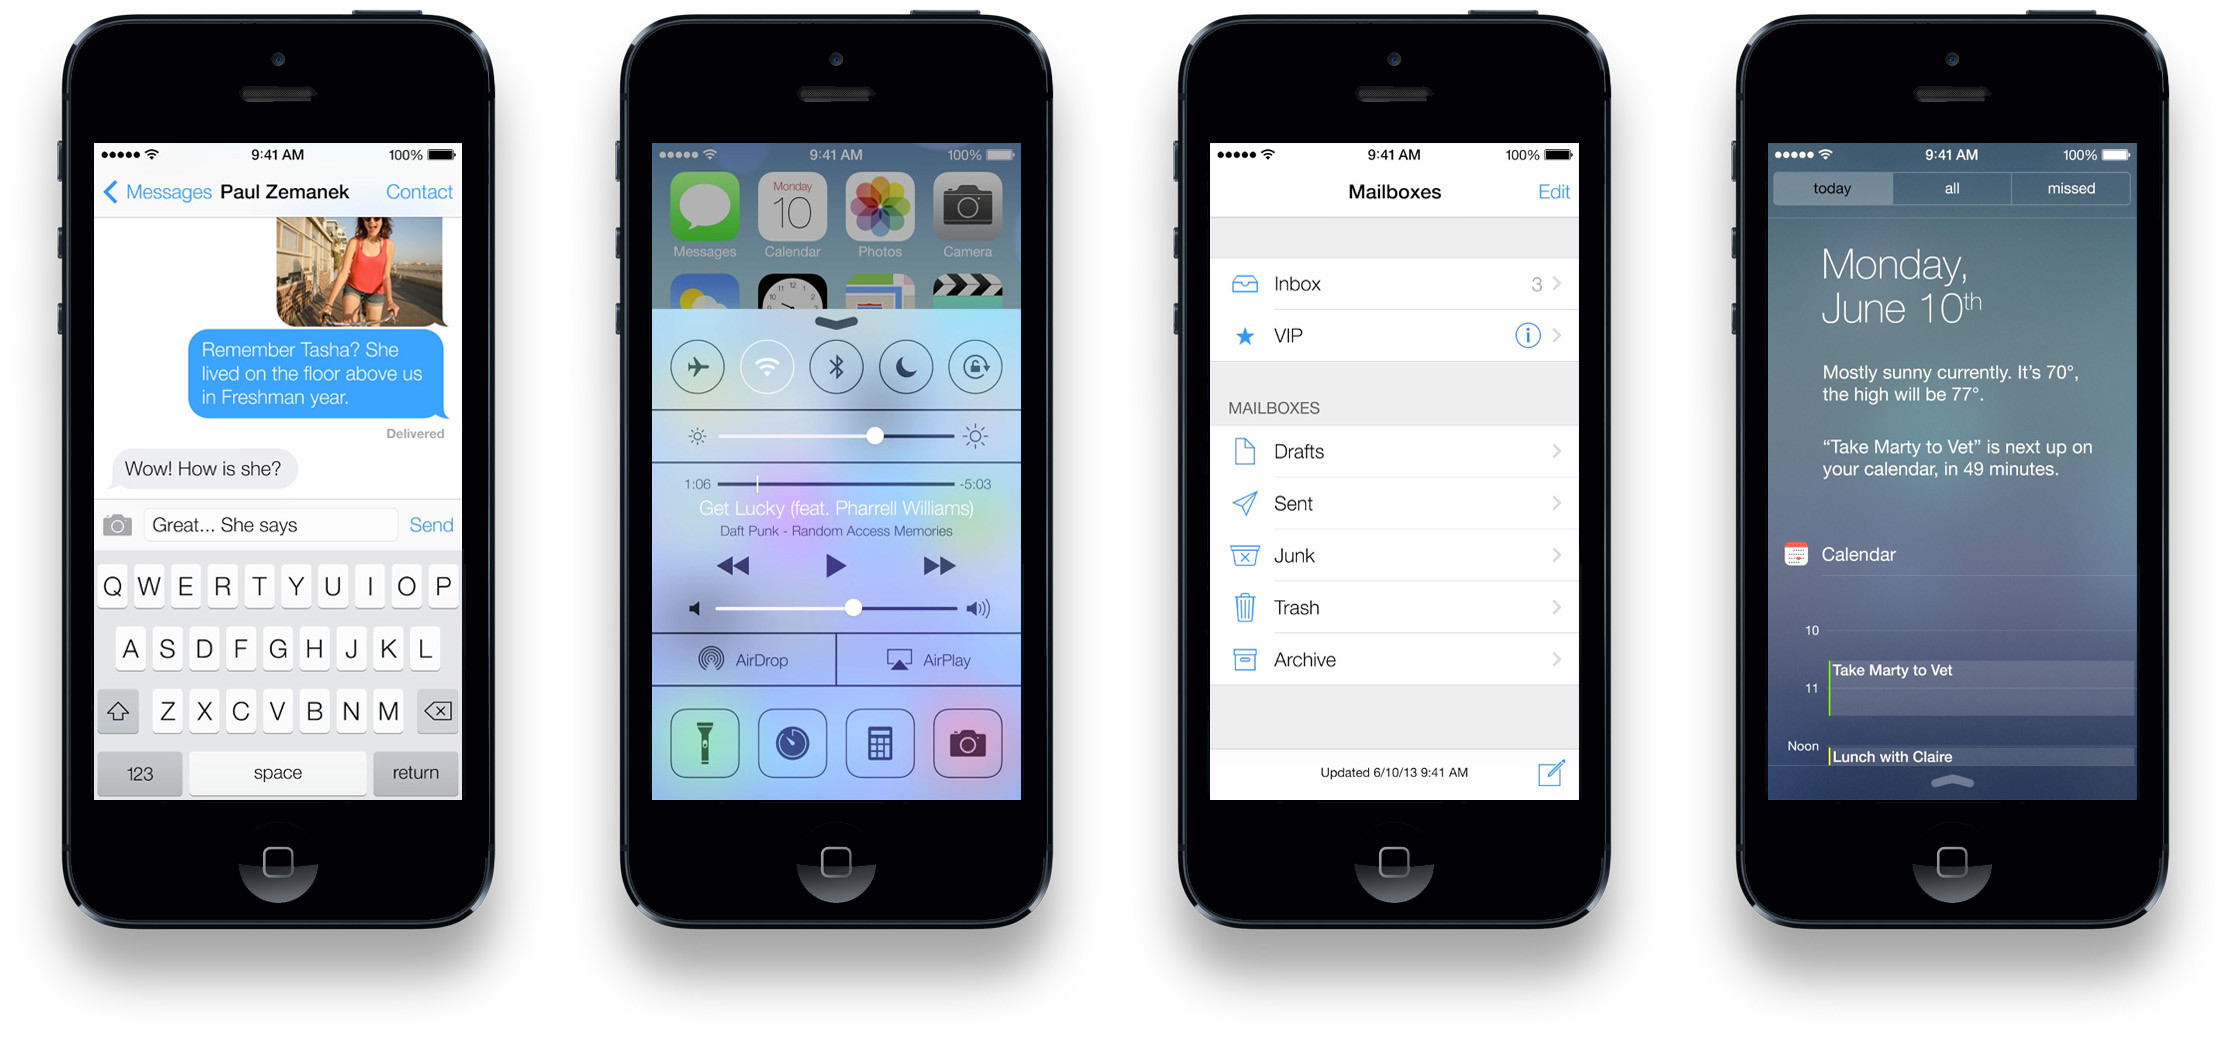 9:41 AM 100%
Messages Paul Zemanek Contact
Remember Tasha? She
lived on the floor above us
in Freshman year.
Delivered
Wow! How is she?
Great... She says Send
Q W E R T Y U I O P
A S D F G H J K L
Z X C V B N M
123 space return
9:41 AM 100%
Monday
10
Messages Calendar Photos Camera
12
11 1
10 2
1:06 -5:03
Get Lucky (feat. Pharrell Williams)
Daft Punk - Random Access Memories
AirDrop AirPlay
9:41 AM 100%
Mailboxes Edit
Inbox 3
VIP
MAILBOXES
Drafts
Sent
Junk
Trash
Archive
Updated 6/10/13 9:41 AM
9:41 AM 100%
today all missed
Monday,
June 10th
Mostly sunny currently. It’s 70°,
the high will be 77°.
“Take Marty to Vet” is next up on
your calendar, in 49 minutes.
Calendar
10
Take Marty to Vet
11
Noon
Lunch with Claire